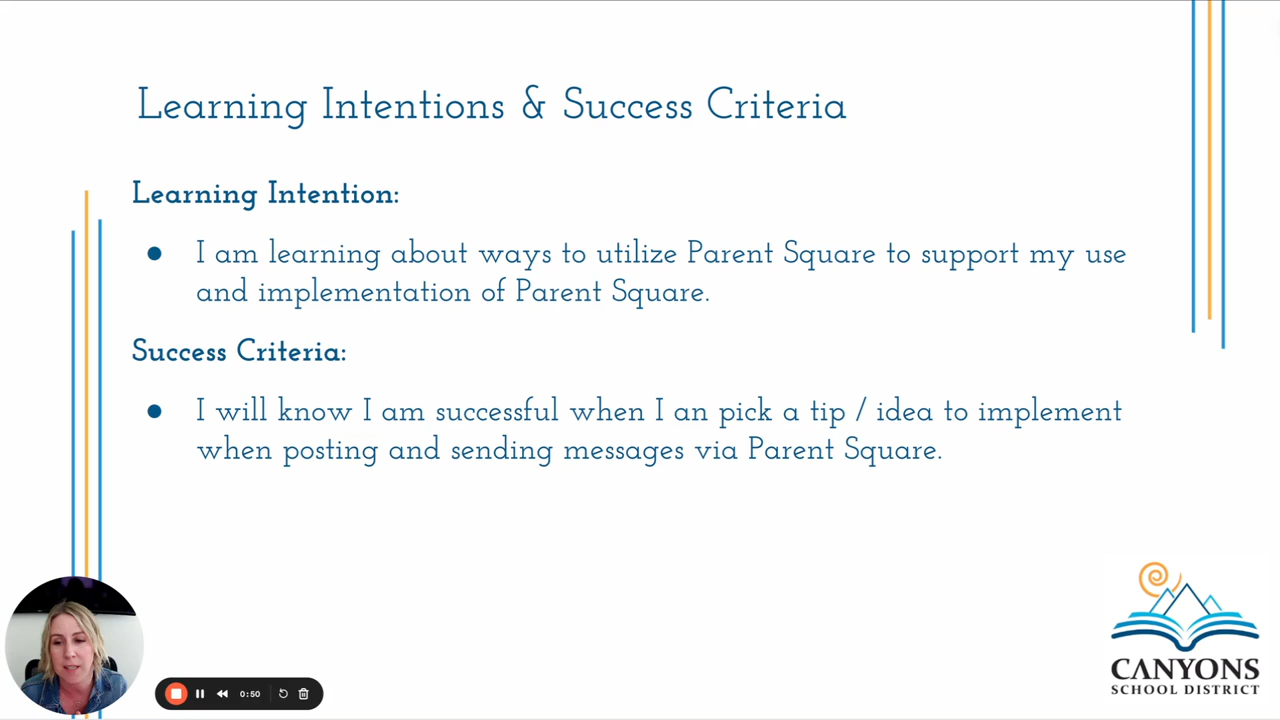 Learning Intentions & Success Criteria
Learning Intention:
● I am learning about ways to utilize Parent Square to support my use
and implementation of Parent Square.
Success Criteria:
● I will know I am successful when I an pick a tip / idea to implement
when posting and sending messages via Parent Square.
0:50
CANYONS
SCHOOL DISTRICT